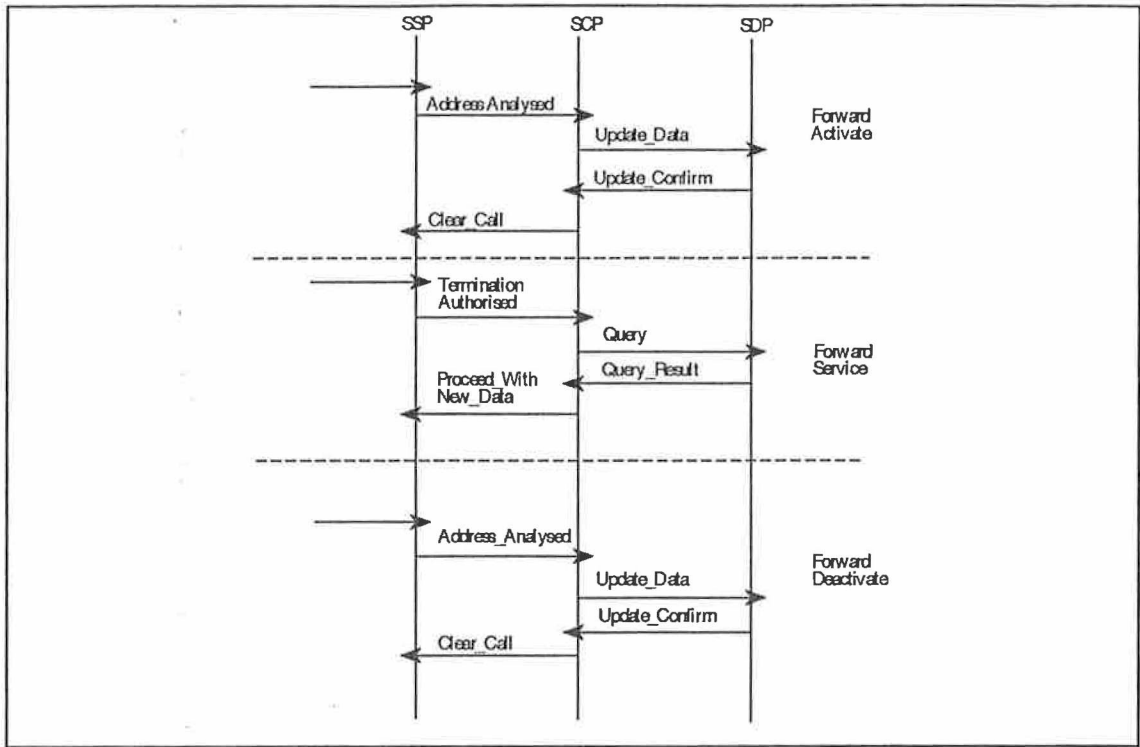 SSP SCP SDP
Address Analysed
Forward
Activate
Update_Data
Update_Confirm
Clear_Call
Termination
Authorised
Query
Forward
Service
Query_Result
Proceed_With
New_Data
Address_Analysed
Forward
Deactivate
Update_Data
Update_Confirm
Clear_Call